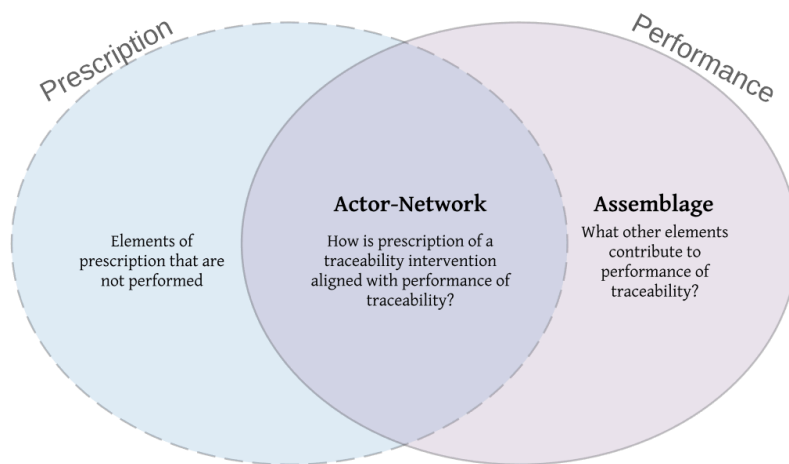 Prescription
Performance
Elements of
prescription that are
not performed
Actor-Network
How is prescription of a
traceability intervention
aligned with performance of
traceability?
Assemblage
What other elements
contribute to
performance of
traceability?